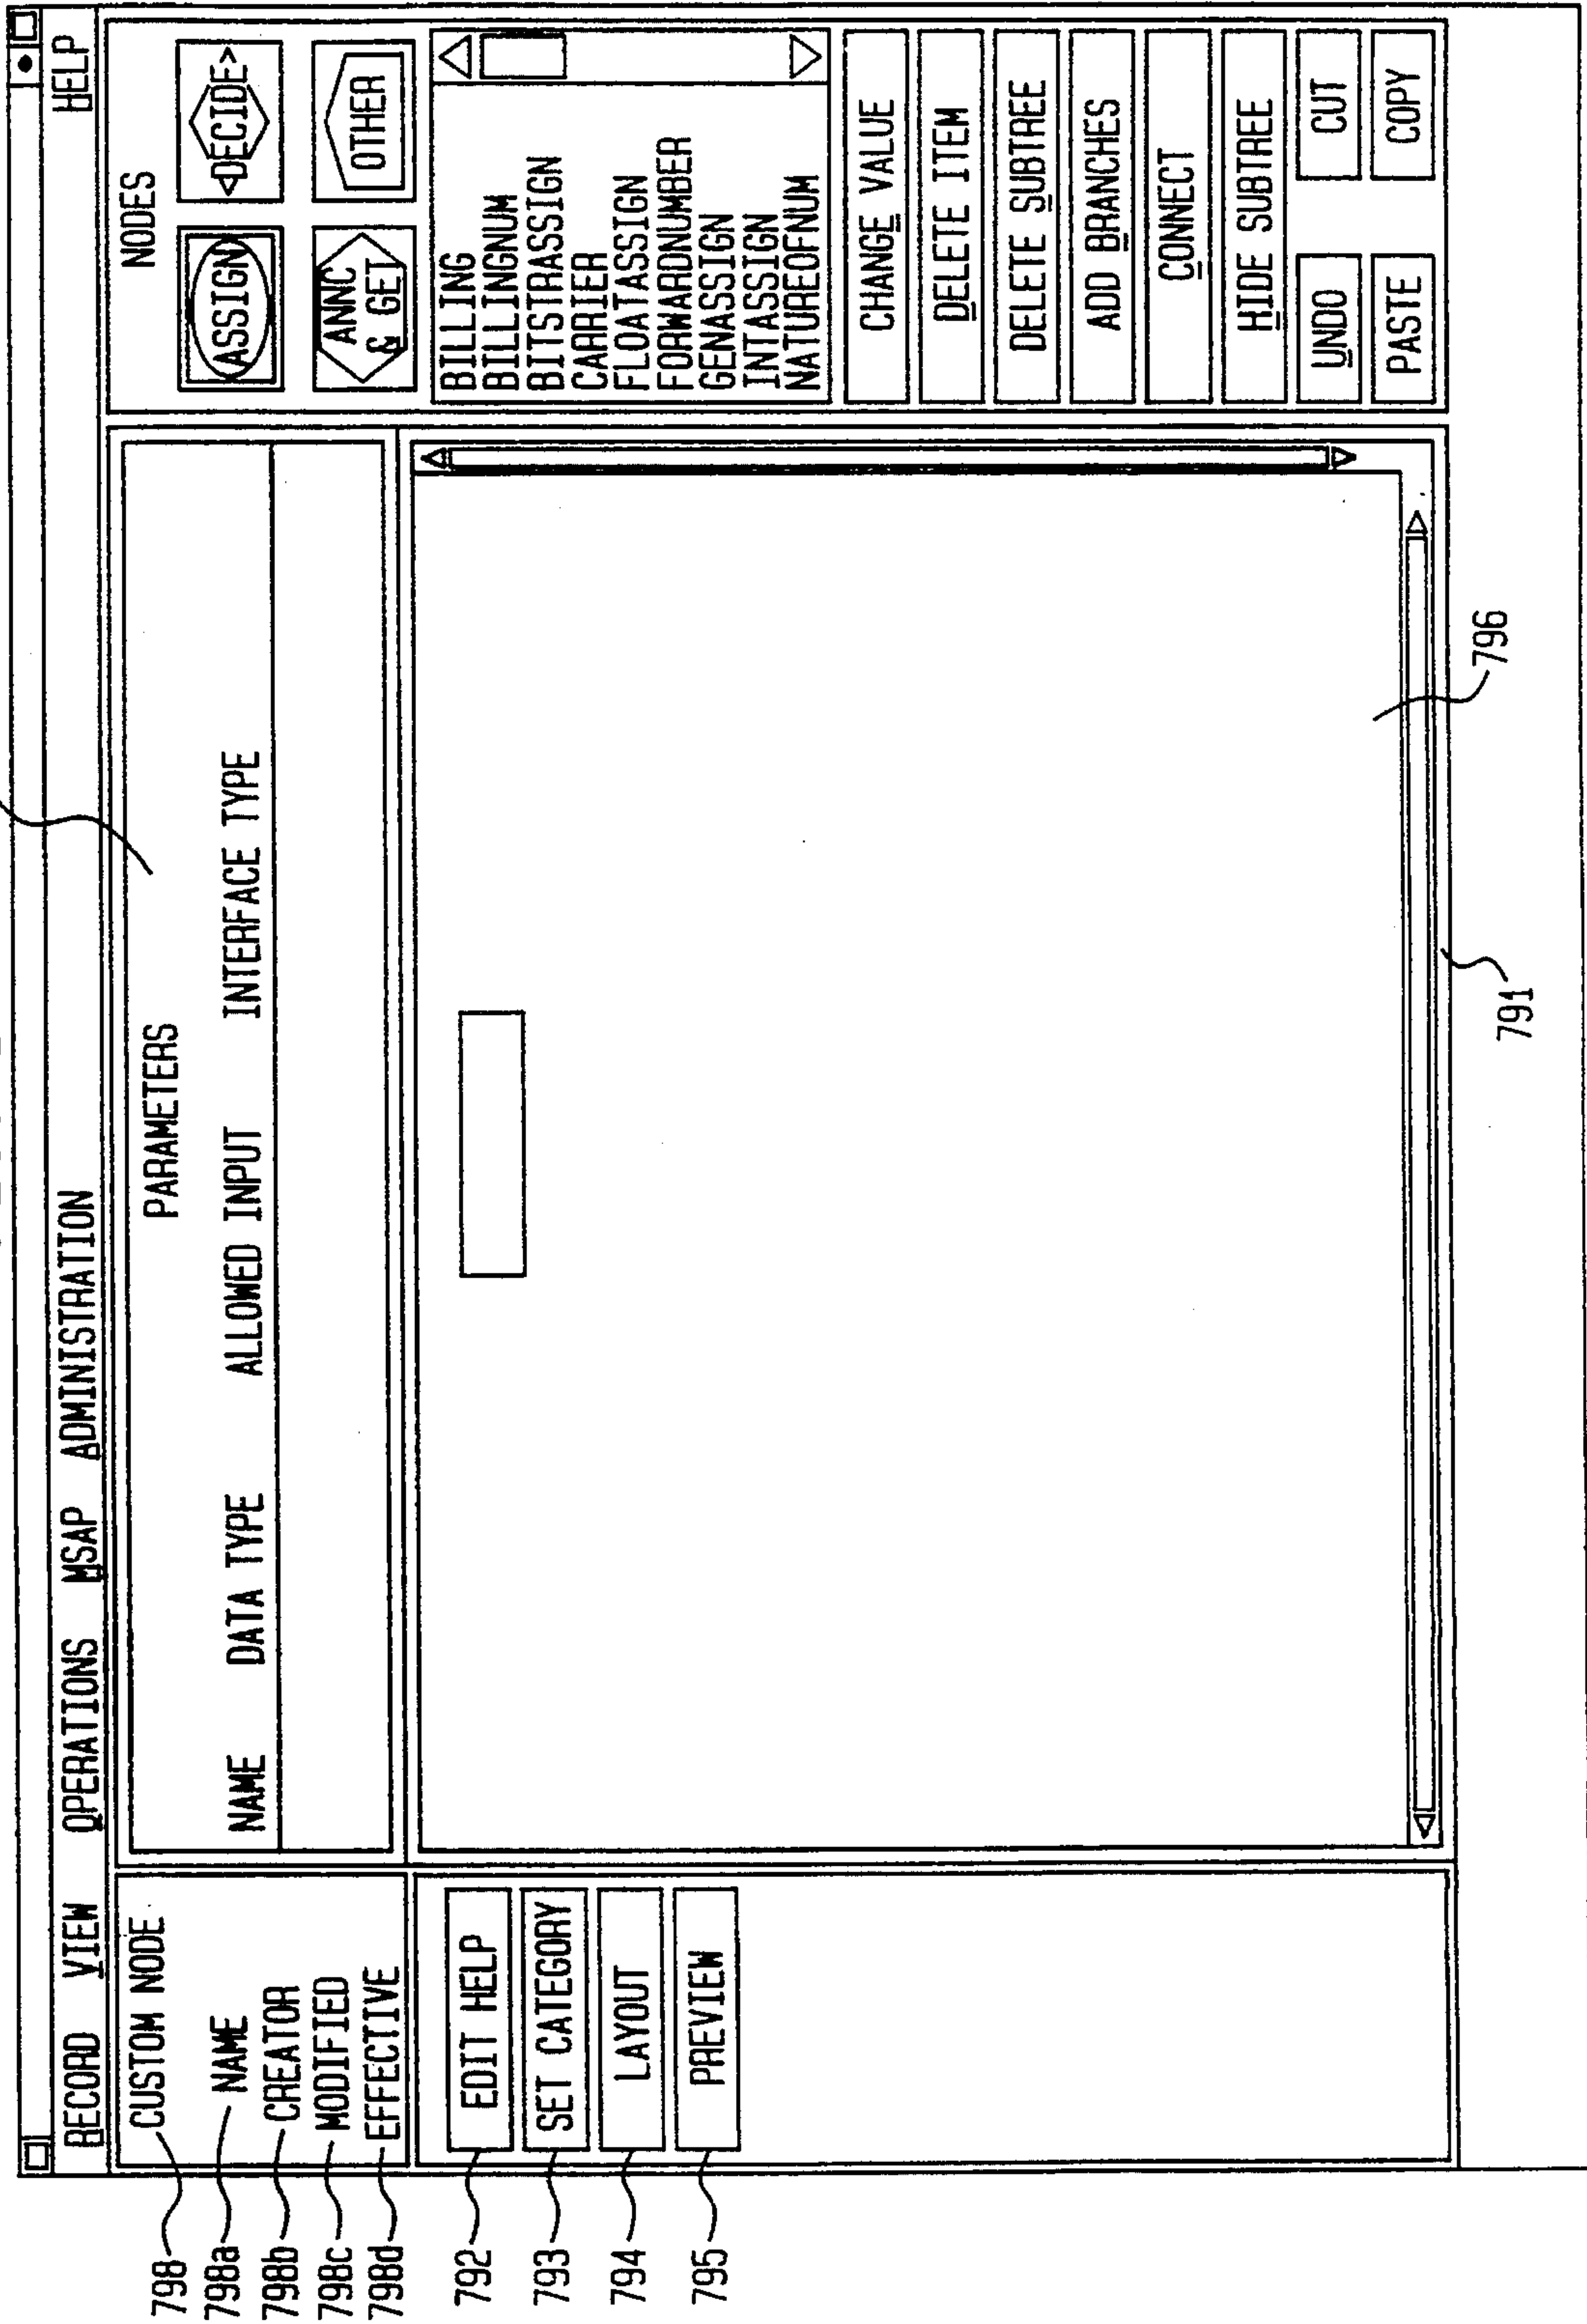 RECORD VIEW OPERATIONS MSAP ADMINISTRATION HELP
798 CUSTOM NODE
798a NAME
798b CREATOR
798c MODIFIED
798d EFFECTIVE
PARAMETERS
NAME DATA TYPE ALLOWED INPUT INTERFACE TYPE
NODES
ASSIGN <DECIDE>
ANNC & GET OTHER
BILLING
BILLINGNUM
BITSTRASSIGN
CARRIER
FLOATASSIGN
FORWARDNUMBER
GENASSIGN
INTASSIGN
NATUREOFNUM
792 EDIT HELP
793 SET CATEGORY
794 LAYOUT
795 PREVIEW
CHANGE VALUE
DELETE ITEM
DELETE SUBTREE
ADD BRANCHES
CONNECT
HIDE SUBTREE
UNDO CUT
PASTE COPY
796
791